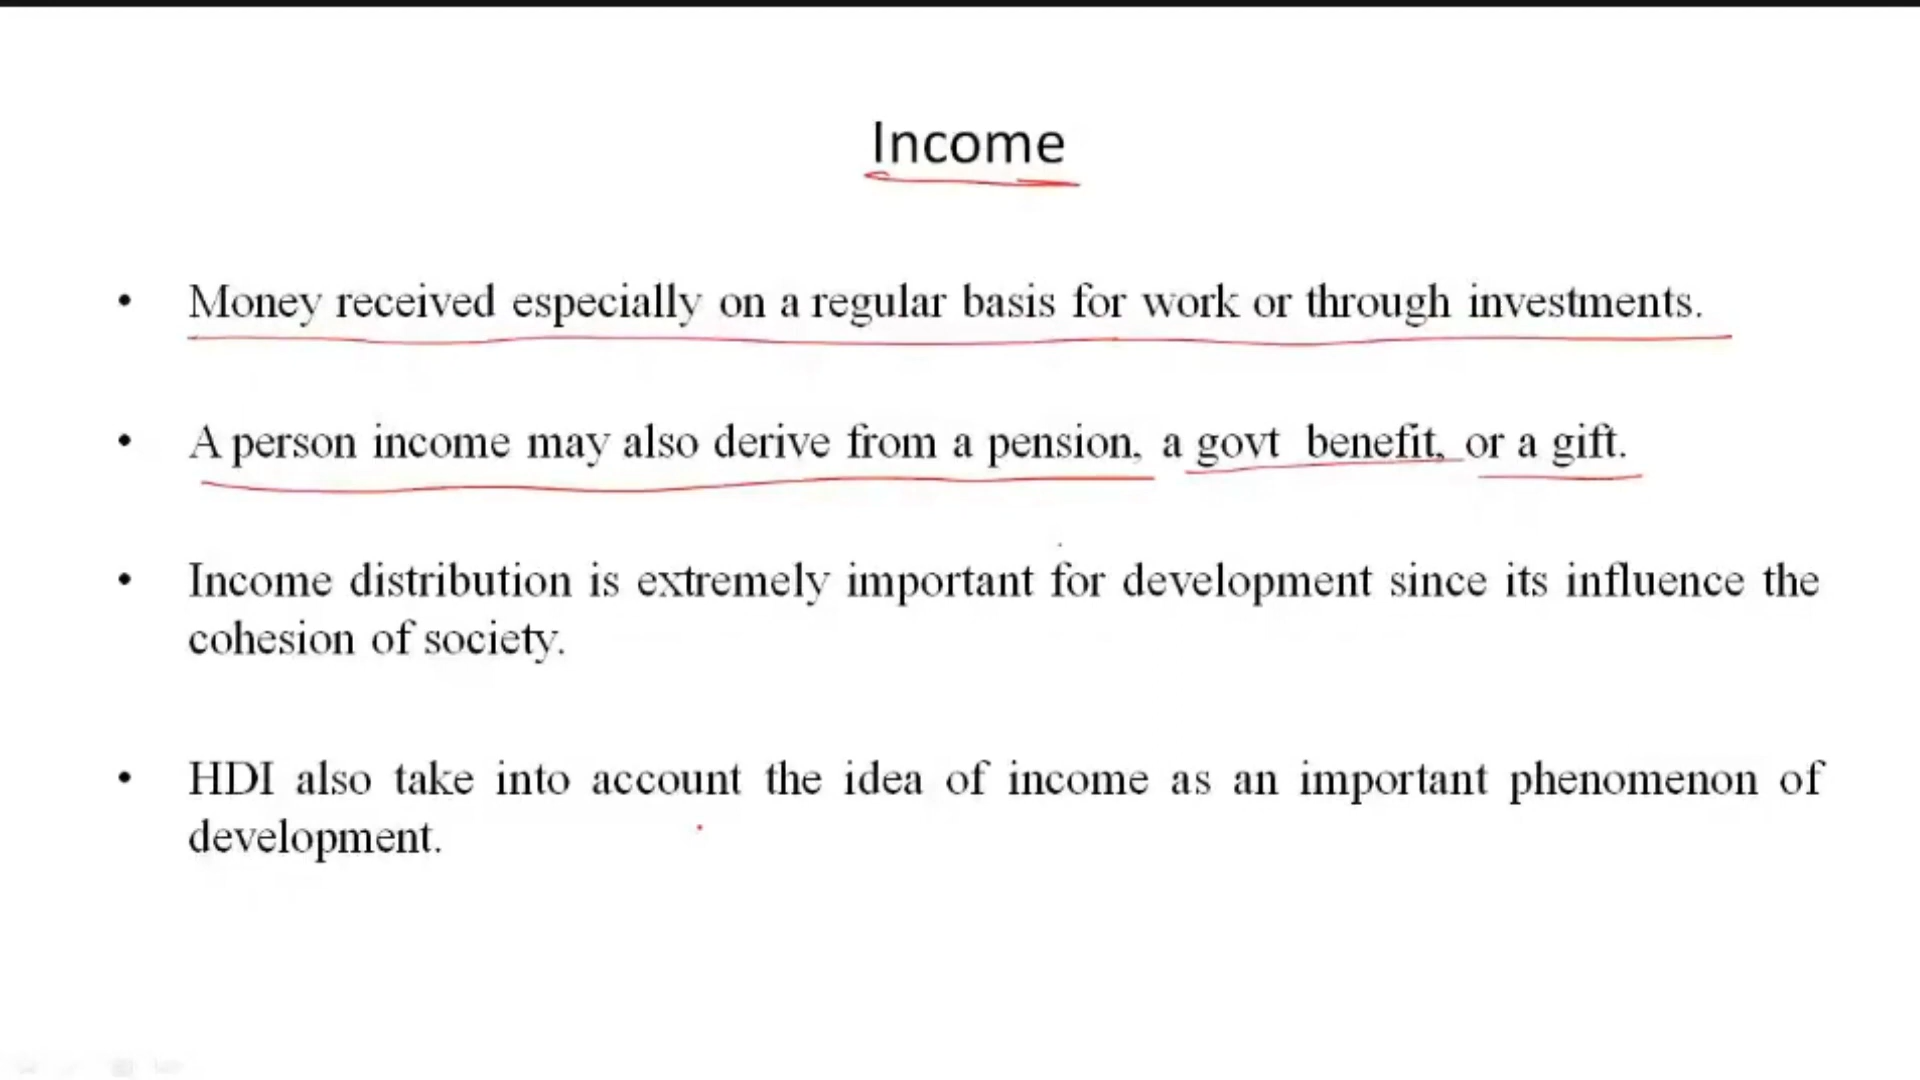 Income
• Money received especially on a regular basis for work or through investments.
• A person income may also derive from a pension, a govt benefit, or a gift.
• Income distribution is extremely important for development since its influence the
cohesion of society.
• HDI also take into account the idea of income as an important phenomenon of
development.